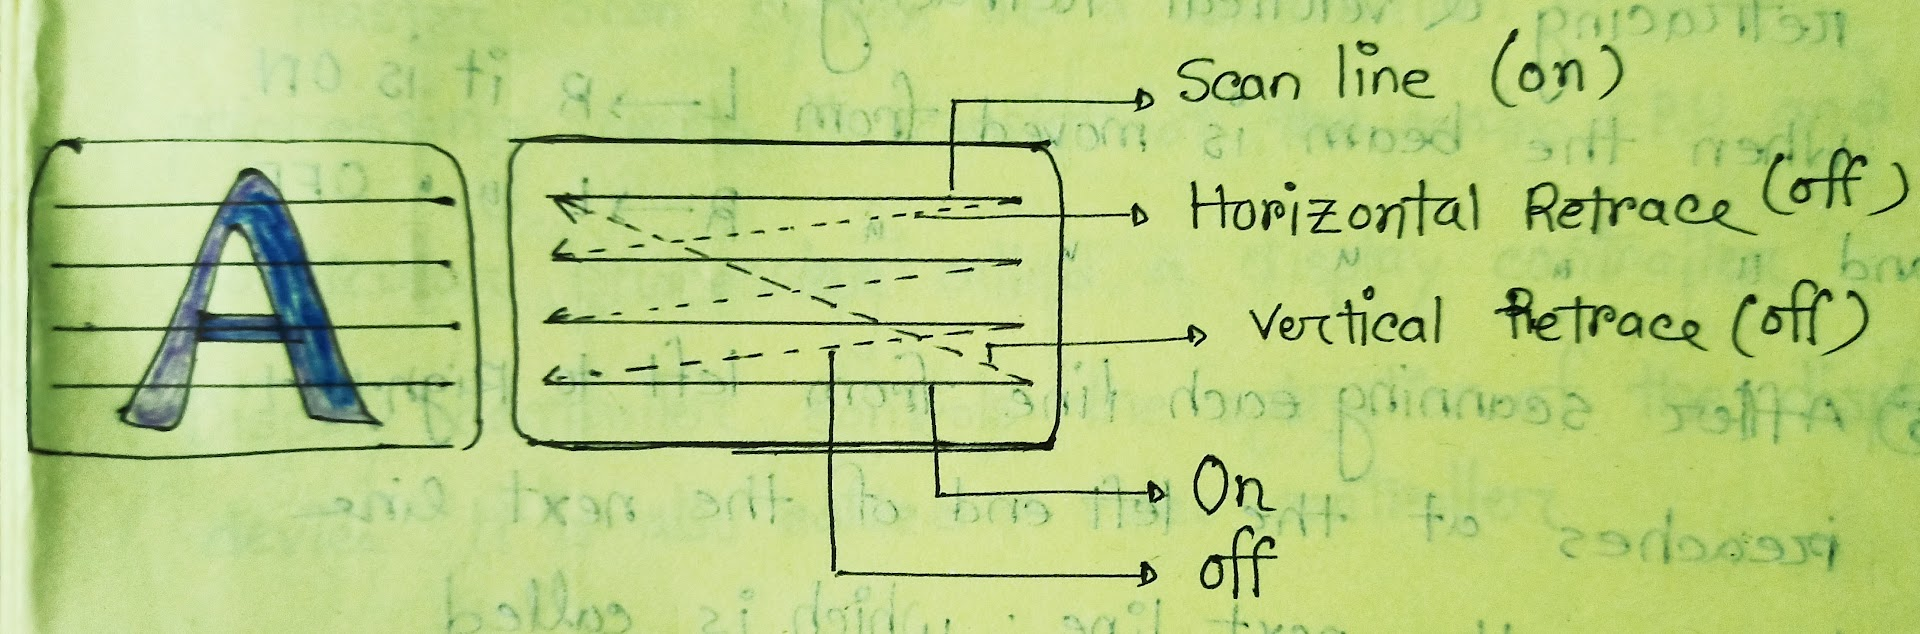 A
Scan line (on)
Horizontal Retrace (off)
Vertical Retrace (off)
On
off